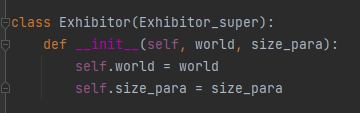 class Exhibitor(Exhibitor_super):
    def __init__(self, world, size_para):
        self.world = world
        self.size_para = size_para